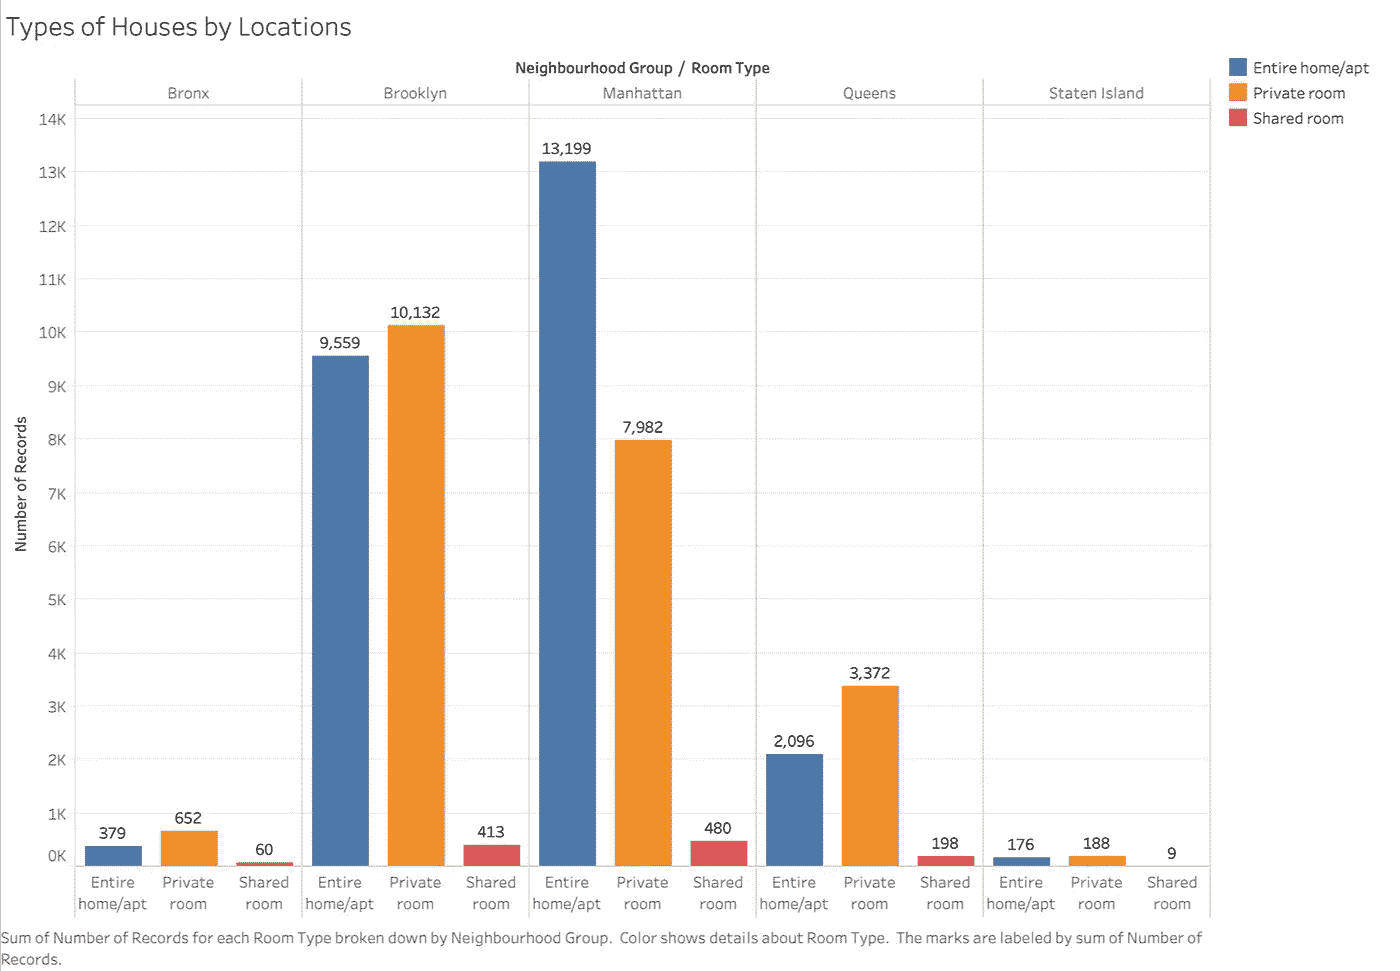 Types of Houses by Locations
Neighbourhood Group / Room Type
Entire home/apt
Private room
Shared room
Bronx Brooklyn Manhattan Queens Staten Island
Number of Records
14K
13K
12K
11K
10K
9K
8K
7K
6K
5K
4K
3K
2K
1K
0K
379 652 60 9,559 10,132 413 13,199 7,982 480 2,096 3,372 198 176 188 9
Entire Private Shared Entire Private Shared Entire Private Shared Entire Private Shared Entire Private Shared
home/apt room room home/apt room room home/apt room room home/apt room room home/apt room room
Sum of Number of Records for each Room Type broken down by Neighbourhood Group.  Color shows details about Room Type.  The marks are labeled by sum of Number of
Records.